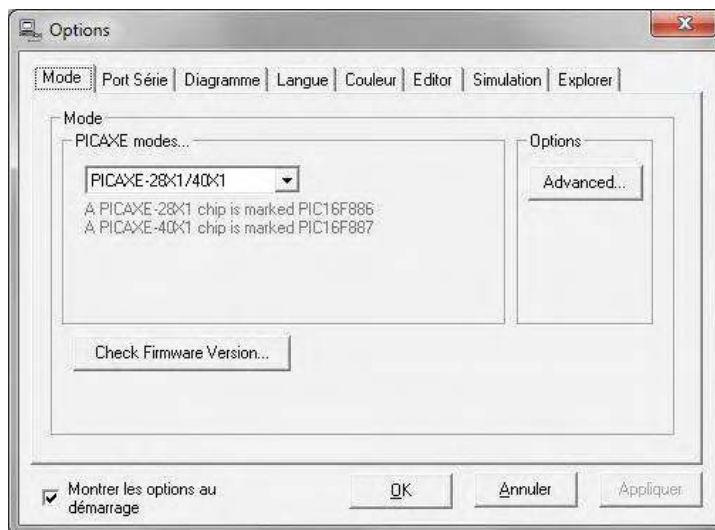 Options
Mode Port Série Diagramme Langue Couleur Editor Simulation Explorer
Mode
PICAXE modes... Options
PICAXE-28X1/40X1 Advanced...
A PICAXE-28X1 chip is marked PIC16F886
A PICAXE-40X1 chip is marked PIC16F887
Check Firmware Version...
Montrer les options au
démarrage
OK Annuler Appliquer